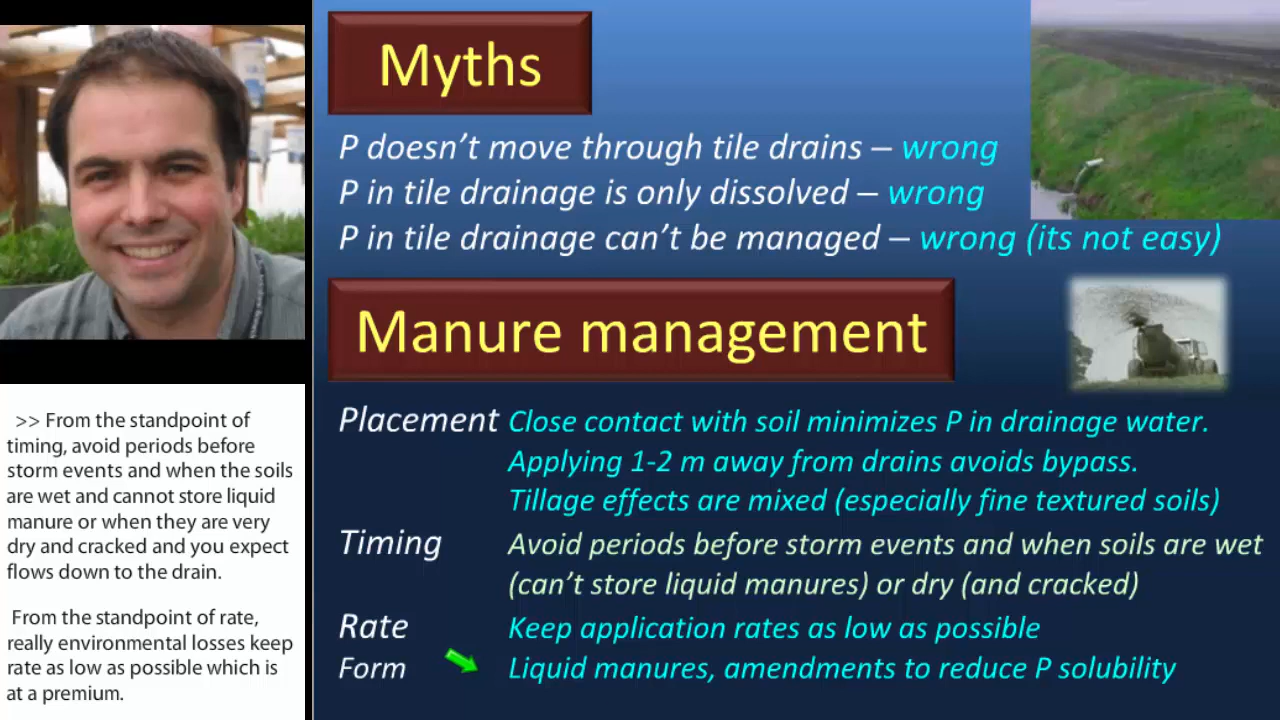 Myths
P doesn’t move through tile drains – wrong
P in tile drainage is only dissolved – wrong
P in tile drainage can’t be managed – wrong (its not easy)
Manure management
Placement Close contact with soil minimizes P in drainage water.
Applying 1-2 m away from drains avoids bypass.
Tillage effects are mixed (especially fine textured soils)
Timing Avoid periods before storm events and when soils are wet
(can’t store liquid manures) or dry (and cracked)
Rate Keep application rates as low as possible
Form Liquid manures, amendments to reduce P solubility
>> From the standpoint of
timing, avoid periods before
storm events and when the soils
are wet and cannot store liquid
manure or when they are very
dry and cracked and you expect
flows down to the drain.
From the standpoint of rate,
really environmental losses keep
rate as low as possible which is
at a premium.